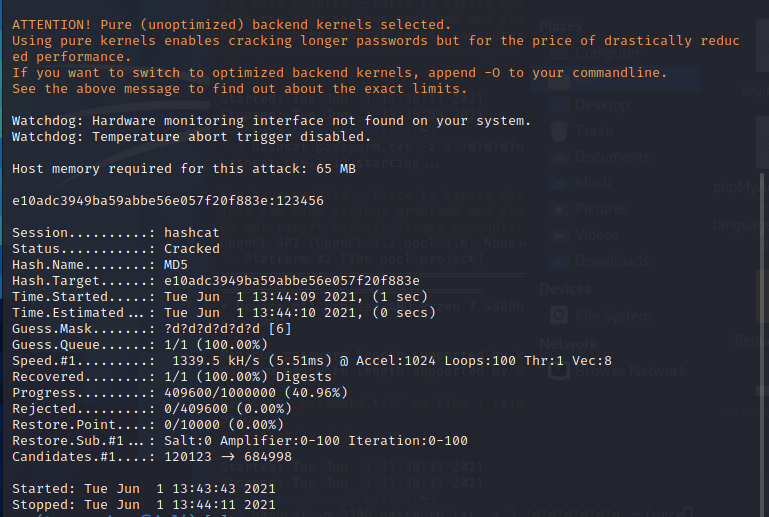 ATTENTION! Pure (unoptimized) backend kernels selected.
Using pure kernels enables cracking longer passwords but for the price of drastically reduc
ed performance.
If you want to switch to optimized backend kernels, append -O to your commandline.
See the above message to find out about the exact limits.
Watchdog: Hardware monitoring interface not found on your system.
Watchdog: Temperature abort trigger disabled.
Host memory required for this attack: 65 MB
e10adc3949ba59abbe56e057f20f883e:123456
Session..........: hashcat
Status...........: Cracked
Hash.Name........: MD5
Hash.Target......: e10adc3949ba59abbe56e057f20f883e
Time.Started.....: Tue Jun  1 13:44:09 2021, (1 sec)
Time.Estimated...: Tue Jun  1 13:44:10 2021, (0 secs)
Guess.Mask.......: ?d?d?d?d?d?d [6]
Guess.Queue......: 1/1 (100.00%)
Speed.#1.........:  1339.5 kH/s (5.51ms) @ Accel:1024 Loops:100 Thr:1 Vec:8
Recovered........: 1/1 (100.00%) Digests
Progress.........: 409600/1000000 (40.96%)
Rejected.........: 0/409600 (0.00%)
Restore.Point....: 0/10000 (0.00%)
Restore.Sub.#1...: Salt:0 Amplifier:0-100 Iteration:0-100
Candidates.#1....: 120123 -> 684998
Started: Tue Jun  1 13:43:43 2021
Stopped: Tue Jun  1 13:44:11 2021
Places
Computer
Desktop
Trash
Documents
Music
Pictures
Videos
Downloads
Devices
File System
Network
Browse Network